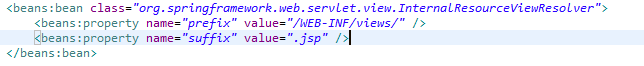 <beans:bean class="org.springframework.web.servlet.view.InternalResourceViewResolver">
<beans:property name="prefix" value="/WEB-INF/views/" />
<beans:property name="suffix" value=".jsp" />
</beans:bean>